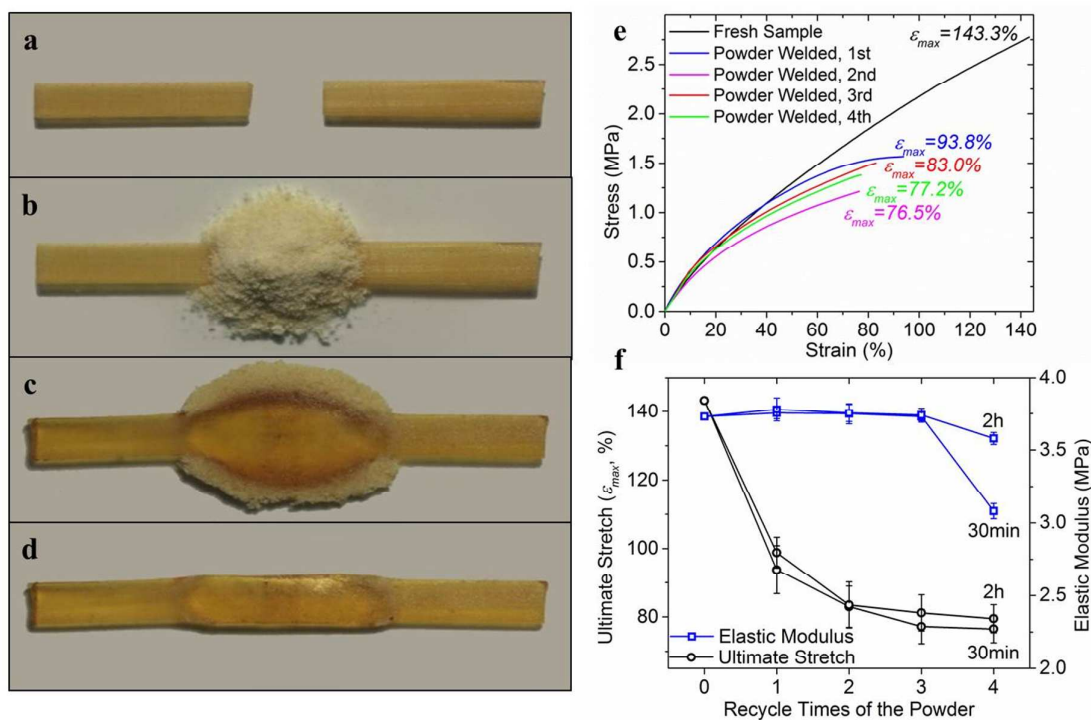 a
b
c
d
e
Fresh Sample
Powder Welded, 1st
Powder Welded, 2nd
Powder Welded, 3rd
Powder Welded, 4th
εmax=143.3%
εmax=93.8%
εmax=83.0%
εmax=77.2%
εmax=76.5%
Stress (MPa)
2.5
2.0
1.5
1.0
0.5
0.0
0 20 40 60 80 100 120 140
Strain (%)
f
Ultimate Stretch (εmax, %)
140
120
100
80
4.0
3.5
3.0
2.5
2.0
Elastic Modulus (MPa)
2h
30min
2h
30min
Elastic Modulus
Ultimate Stretch
0 1 2 3 4
Recycle Times of the Powder